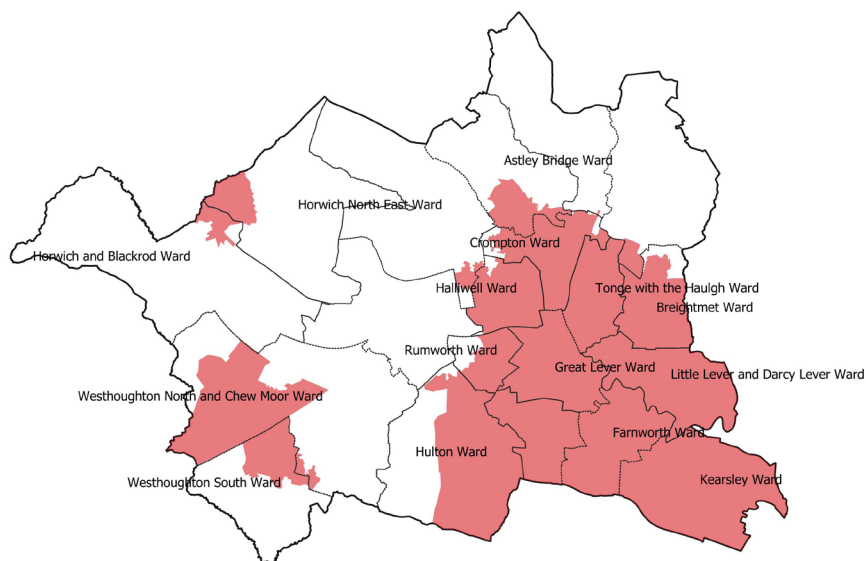 Astley Bridge Ward
Horwich North East Ward
Crompton Ward
Horwich and Blackrod Ward
Halliwell Ward
Tonge with the Haulgh Ward
Breightmet Ward
Rumworth Ward
Great Lever Ward
Little Lever and Darcy Lever Ward
Westhoughton North and Chew Moor Ward
Farnworth Ward
Hulton Ward
Kearsley Ward
Westhoughton South Ward